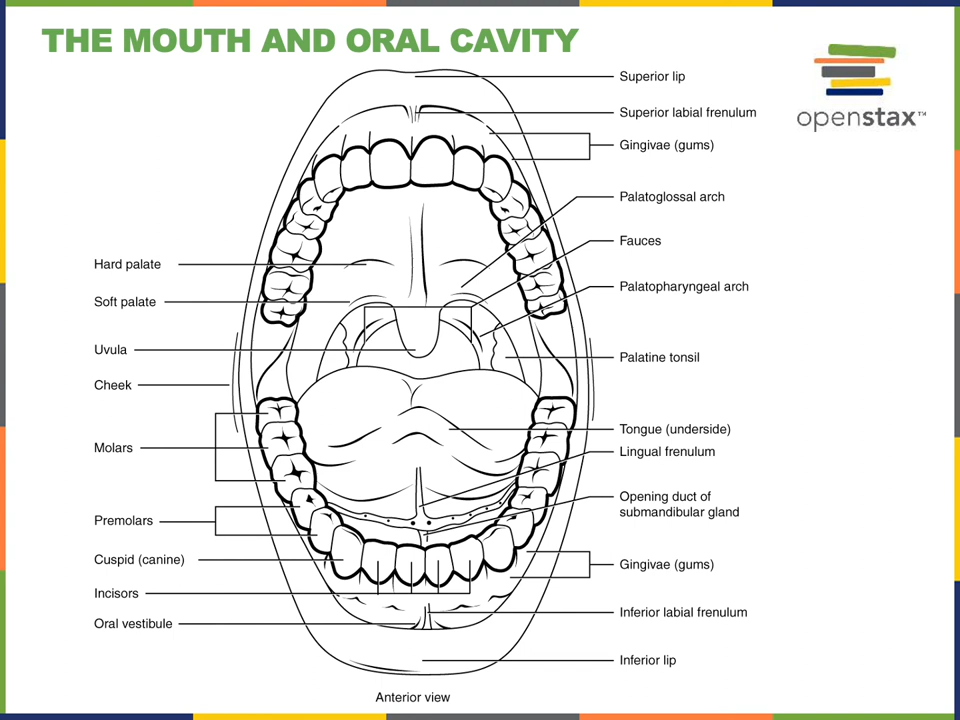 THE MOUTH AND ORAL CAVITY
openstax™
Superior lip
Superior labial frenulum
Gingivae (gums)
Palatoglossal arch
Fauces
Palatopharyngeal arch
Palatine tonsil
Tongue (underside)
Lingual frenulum
Opening duct of
submandibular gland
Gingivae (gums)
Inferior labial frenulum
Inferior lip
Hard palate
Soft palate
Uvula
Cheek
Molars
Premolars
Cuspid (canine)
Incisors
Oral vestibule
Anterior view